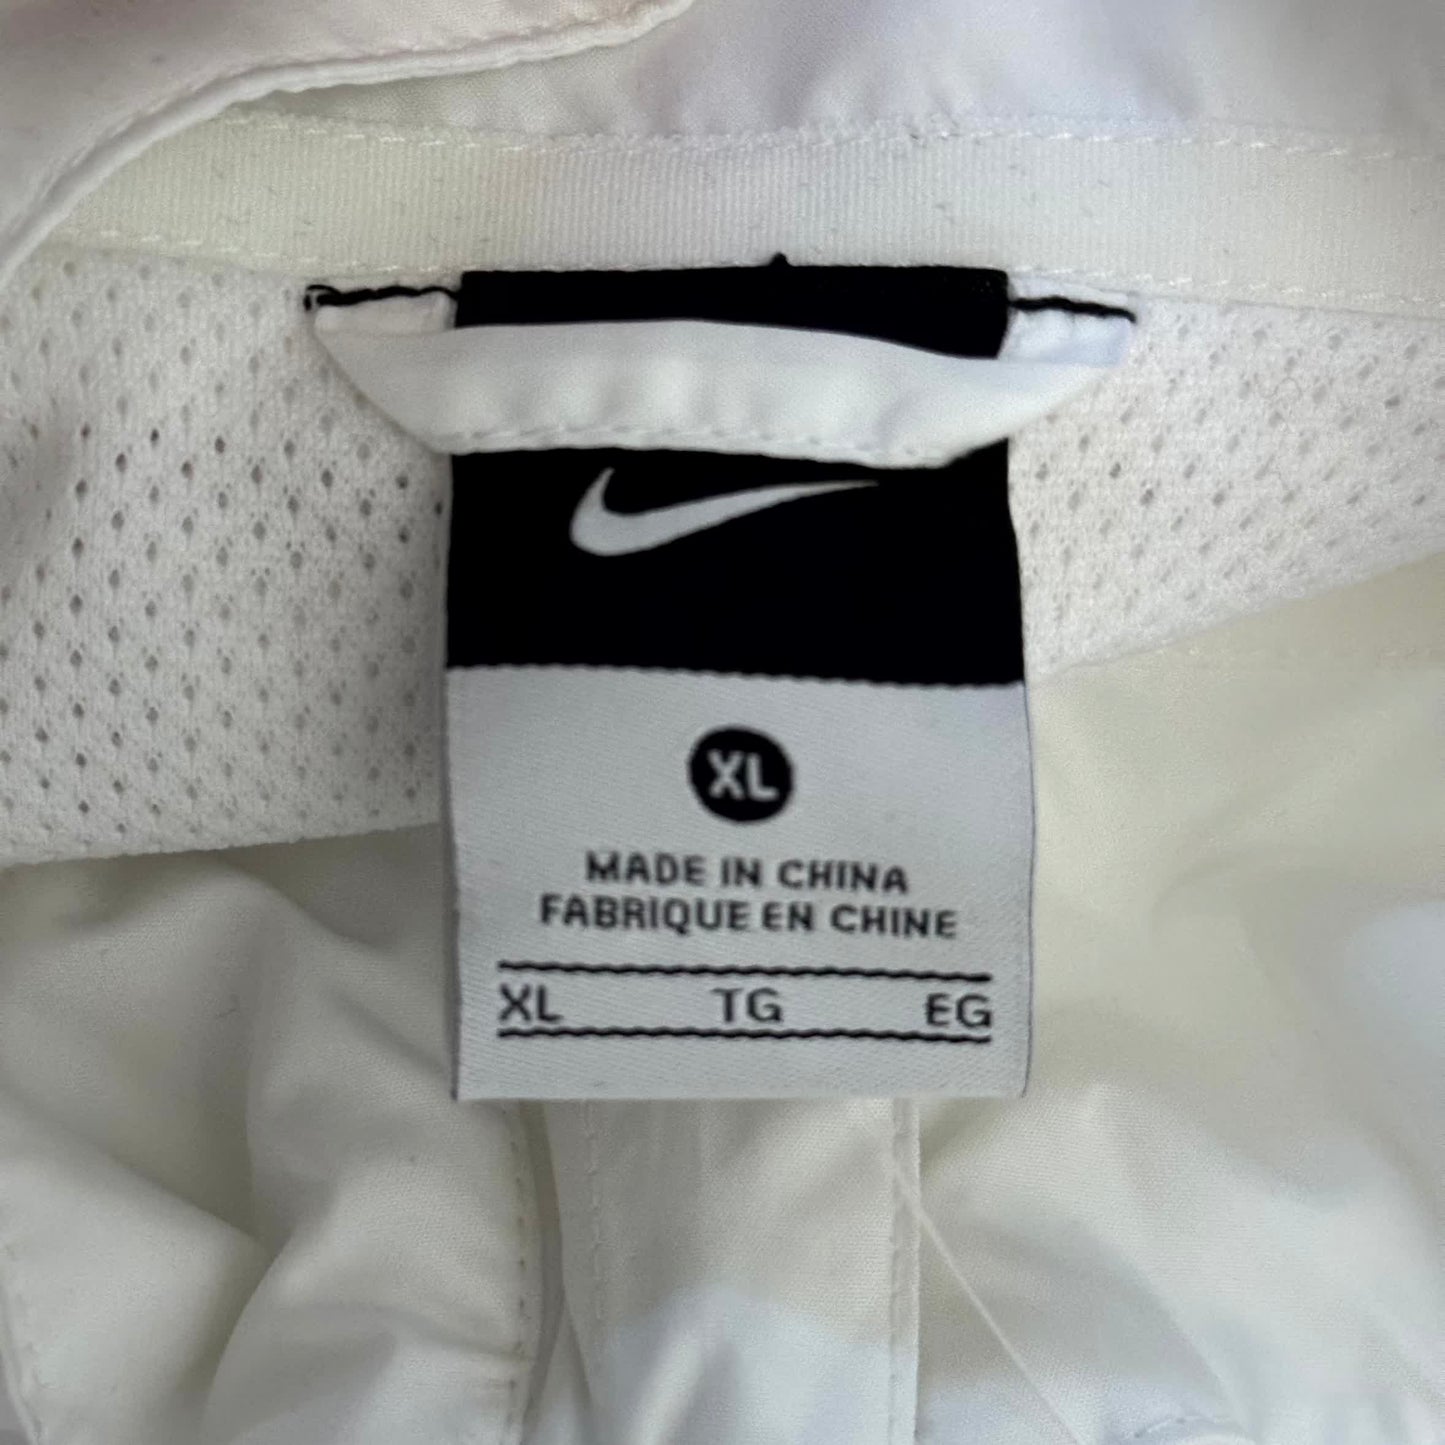 XL
MADE IN CHINA
FABRIQUE EN CHINE
XL TG EG